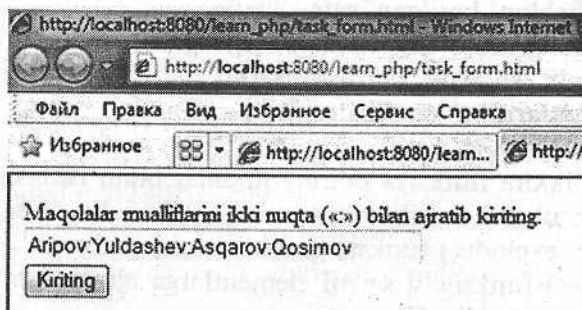 http://localhost:8080/learn_php/task_form.html - Windows Internet
http://localhost:8080/learn_php/task_form.html
Файл Правка Вид Избранное Сервис Справка
Избранное http://localhost:8080/learn... http://
Maqolalar mualliflarini ikki nuqta («:») bilan ajratib kiriting:
Aripov:Yuldashev:Asqarov:Qosimov
Kiriting